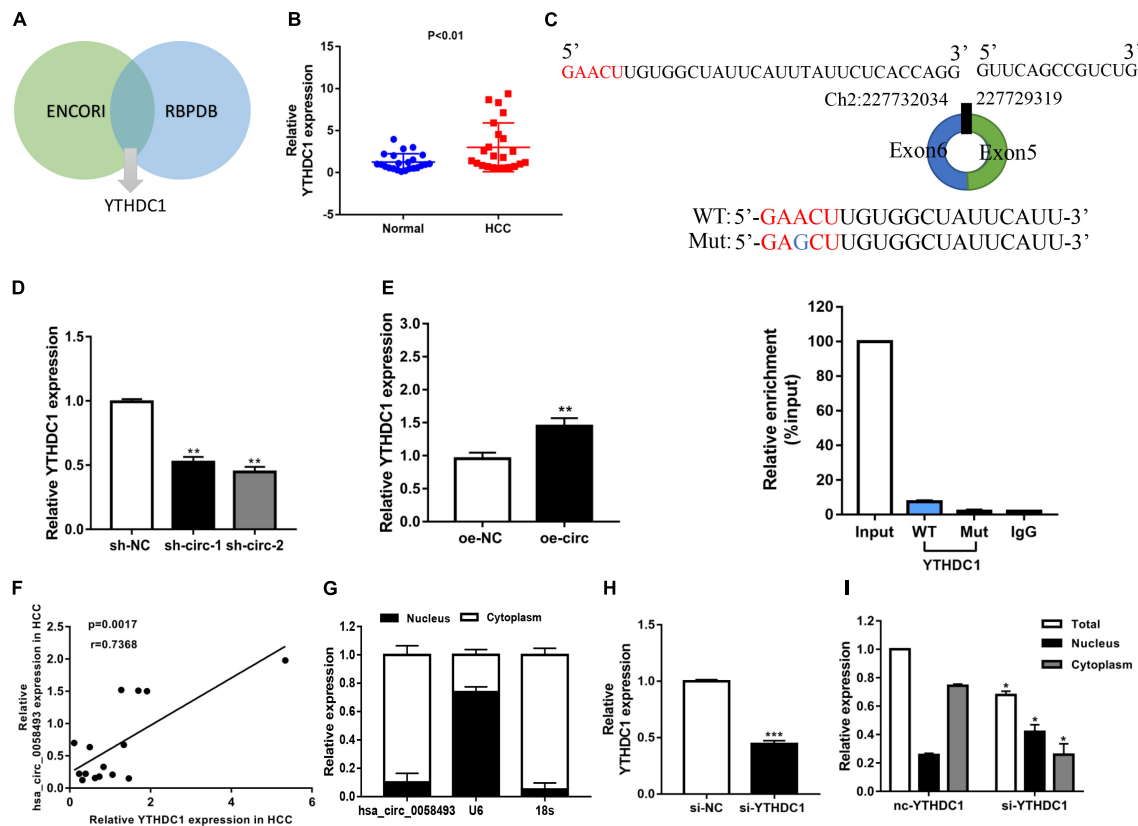 A
ENCORI
RBPDB
YTHDC1
B
P<0.01
Relative
YTHDC1 expression
15
10
5
0
-5
Normal
HCC
C
5’ 3’ 5’ 3’
GAACUUGUGGCUAUUCAUUTAUUCUCACCAGG GUUCAGCCGUCUG
Ch2:227732034 227729319
Exon6 Exon5
WT: 5’-GAACUUGUGGCUAUUCAUU-3’
Mut: 5’-GAGCUUGUGGCUAUUCAUU-3’
Relative enrichment
(%input)
120
100
80
60
40
20
0
Input WT Mut IgG
YTHDC1
D
Relative YTHDC1 expression
1.5
1.0
0.5
0.0
** **
sh-NC sh-circ-1 sh-circ-2
E
Relative YTHDC1 expression
3.0
2.5
2.0
1.5
1.0
0.5
0.0
**
oe-NC oe-circ
F
Relative
hsa_circ_0058493 expression in HCC
p=0.0017
r=0.7368
2.5
2.0
1.5
1.0
0.5
0.0
0 2 4 6
Relative YTHDC1 expression in HCC
G
Nucleus Cytoplasm
Relative expression
1.2
1.0
0.8
0.6
0.4
0.2
0.0
hsa_circ_0058493 U6 18s
H
Relative
YTHDC1 expression
1.5
1.0
0.5
0.0
***
si-NC si-YTHDC1
I
Total
Nucleus
Cytoplasm
Relative expression
1.2
0.8
0.4
0.0
* * *
nc-YTHDC1 si-YTHDC1